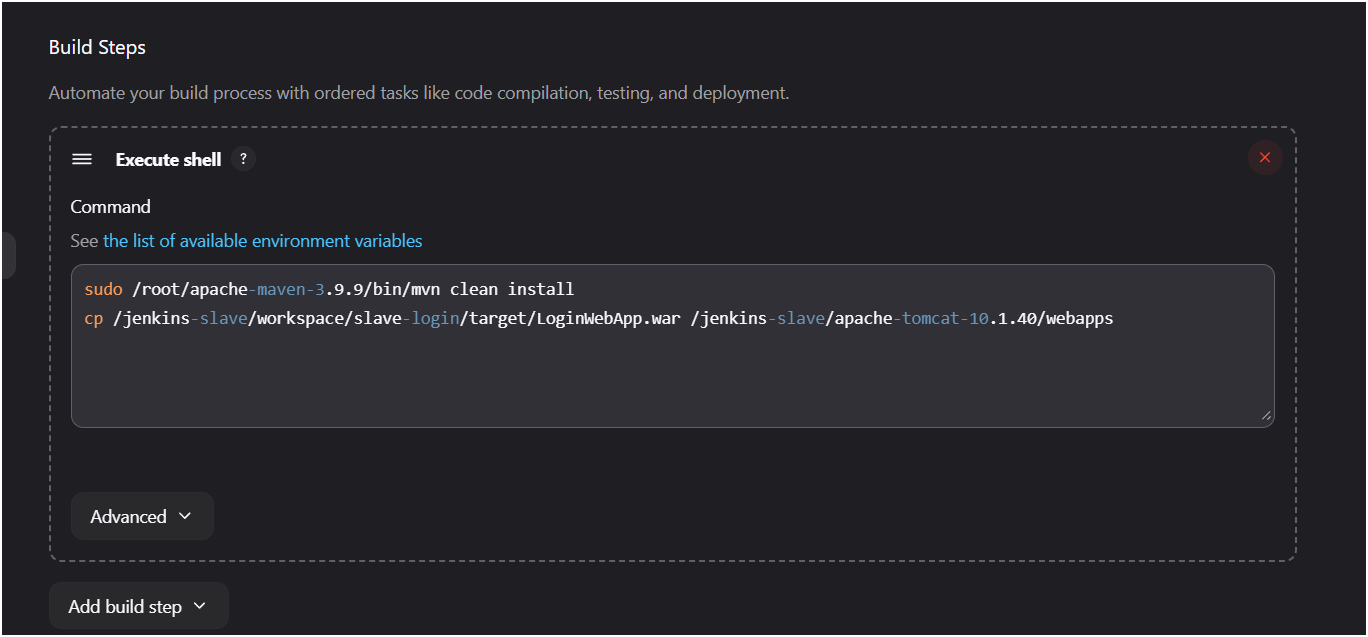 Build Steps
Automate your build process with ordered tasks like code compilation, testing, and deployment.
Execute shell ?
Command
See the list of available environment variables
sudo /root/apache-maven-3.9.9/bin/mvn clean install
cp /jenkins-slave/workspace/slave-login/target/LoginWebApp.war /jenkins-slave/apache-tomcat-10.1.40/webapps
Advanced
Add build step